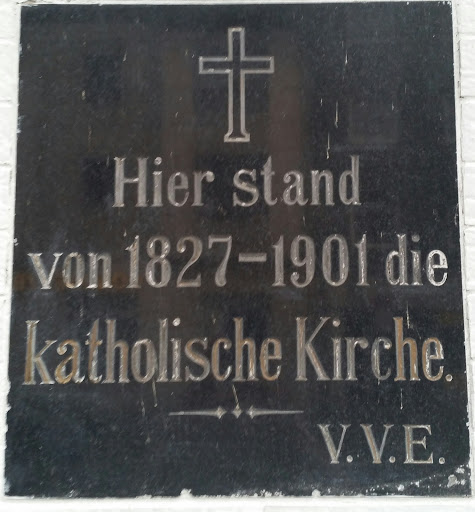 Hier stand
von 1827-1901 die
katholische Kirche.
V.V.E.